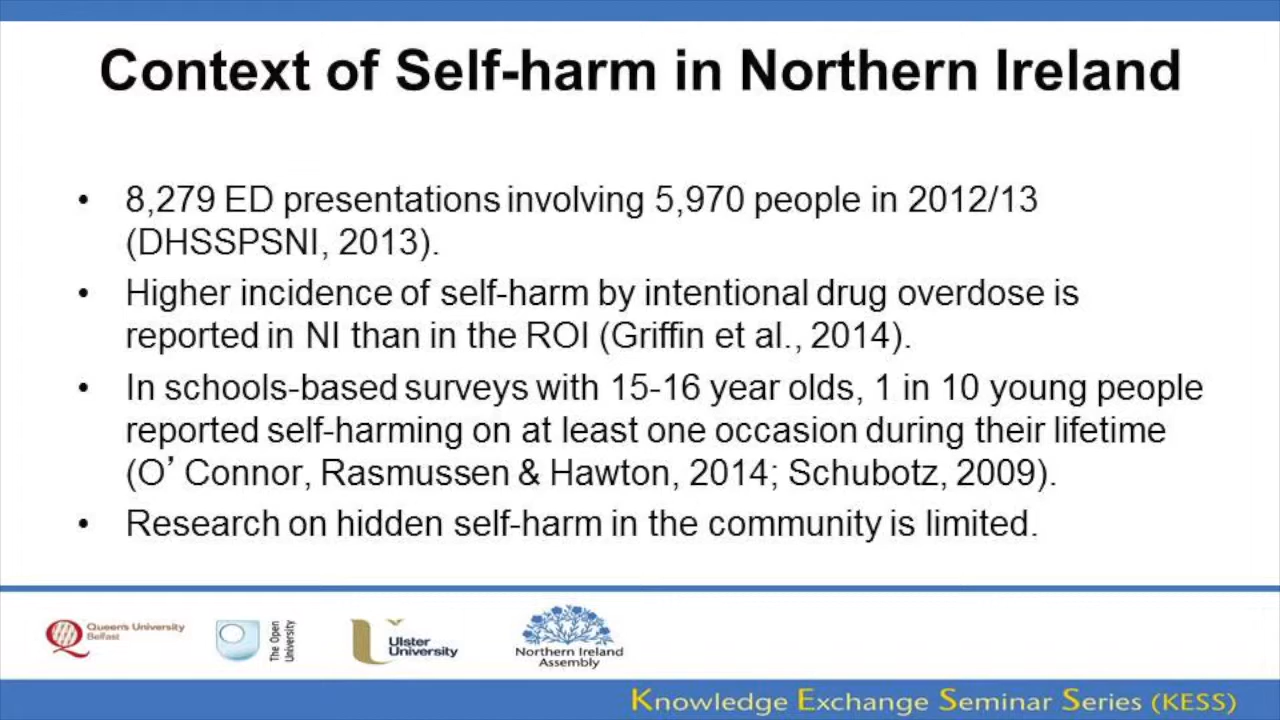 Context of Self-harm in Northern Ireland
• 8,279 ED presentations involving 5,970 people in 2012/13
(DHSSPSNI, 2013).
• Higher incidence of self-harm by intentional drug overdose is
reported in NI than in the ROI (Griffin et al., 2014).
• In schools-based surveys with 15-16 year olds, 1 in 10 young people
reported self-harming on at least one occasion during their lifetime
(O’ Connor, Rasmussen & Hawton, 2014; Schubotz, 2009).
• Research on hidden self-harm in the community is limited.
Queen's University
Belfast
The Open
University
Ulster
University
Northern Ireland
Assembly
Knowledge Exchange Seminar Series (KESS)